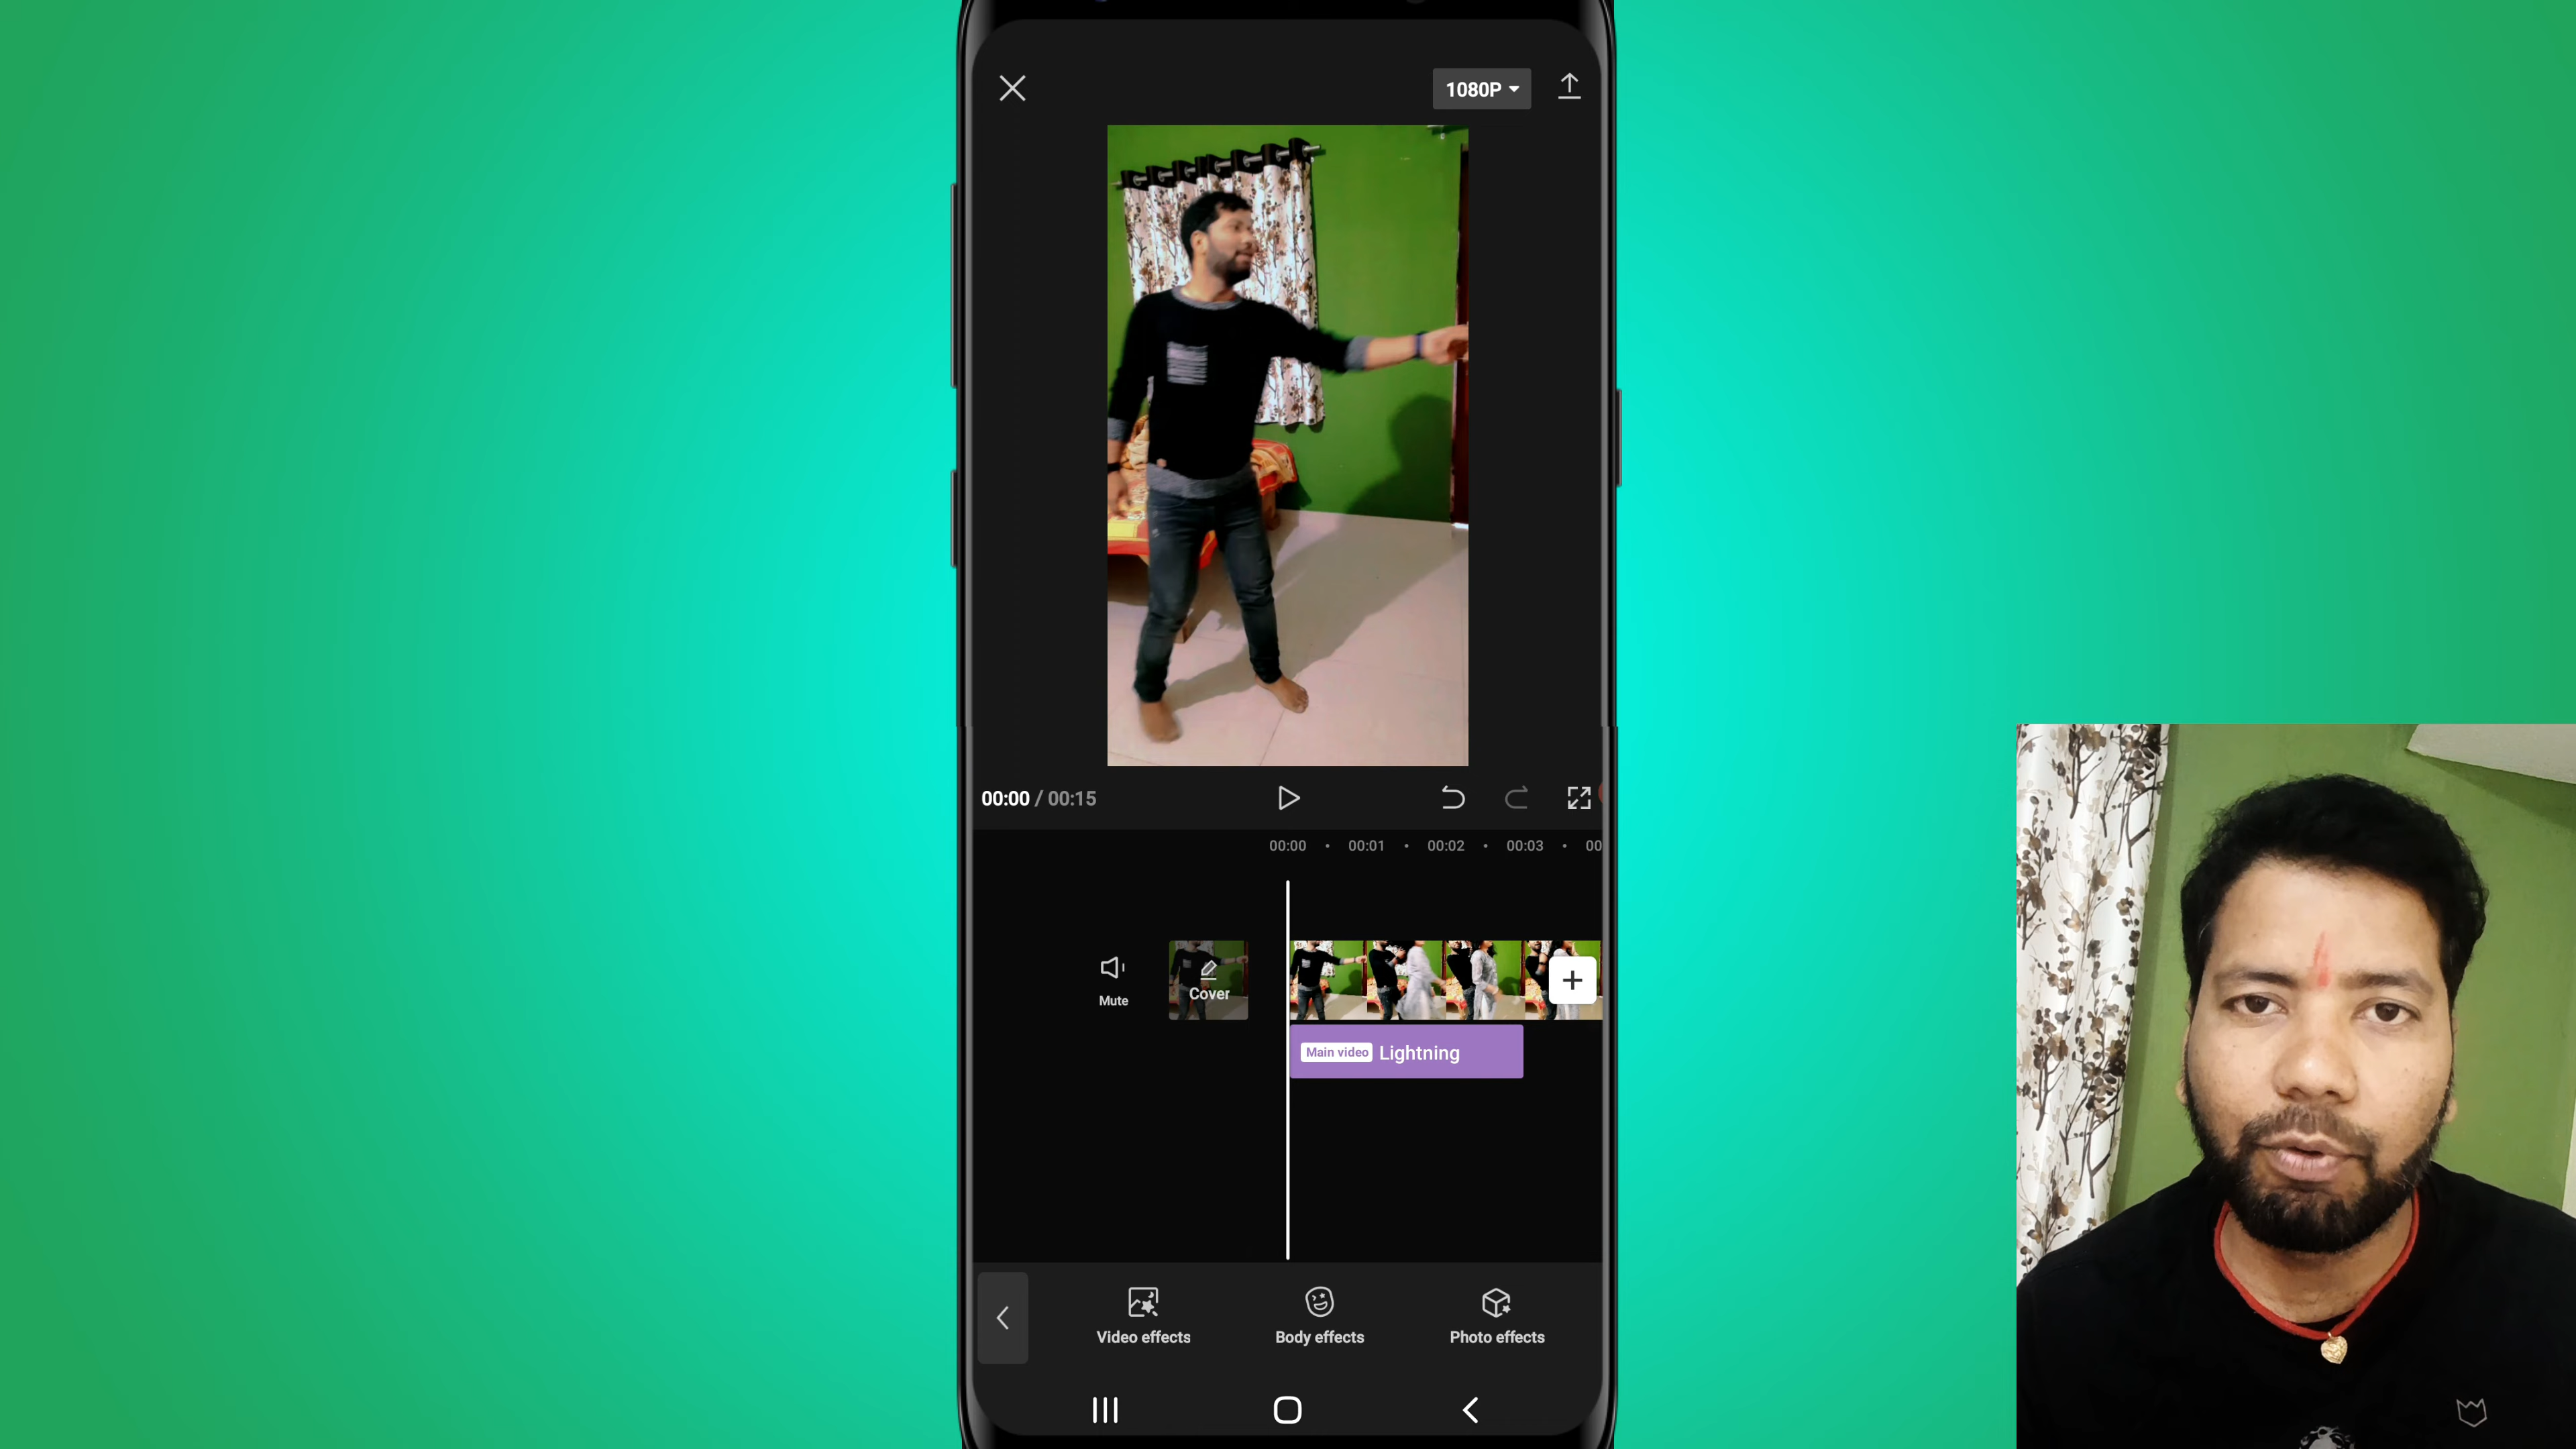 1080P
00:00 / 00:15
00:00 00:01 00:02 00:03 00
Mute
Cover
Main video Lightning
Video effects Body effects Photo effects